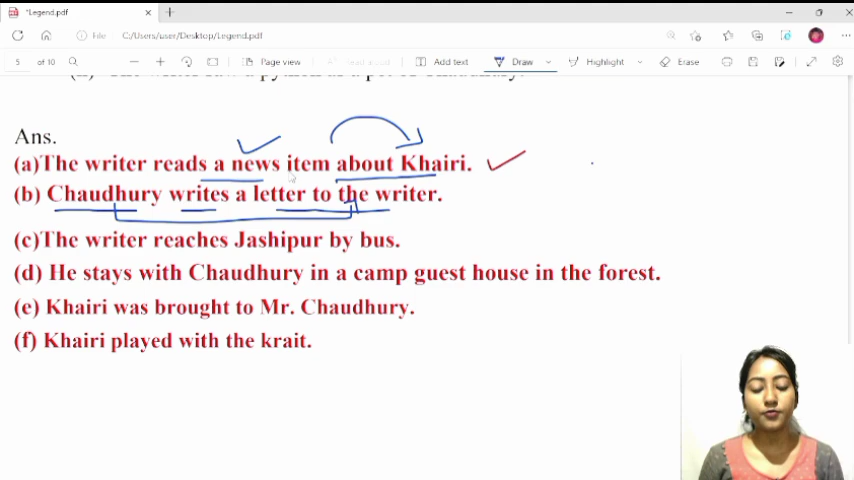 *Legend.pdf
File C:/Users/user/Desktop/Legend.pdf
5 of 10 Page view Add text Draw Highlight Erase
Ans.
(a)The writer reads a news item about Khairi.
(b) Chaudhury writes a letter to the writer.
(c)The writer reaches Jashipur by bus.
(d) He stays with Chaudhury in a camp guest house in the forest.
(e) Khairi was brought to Mr. Chaudhury.
(f) Khairi played with the krait.